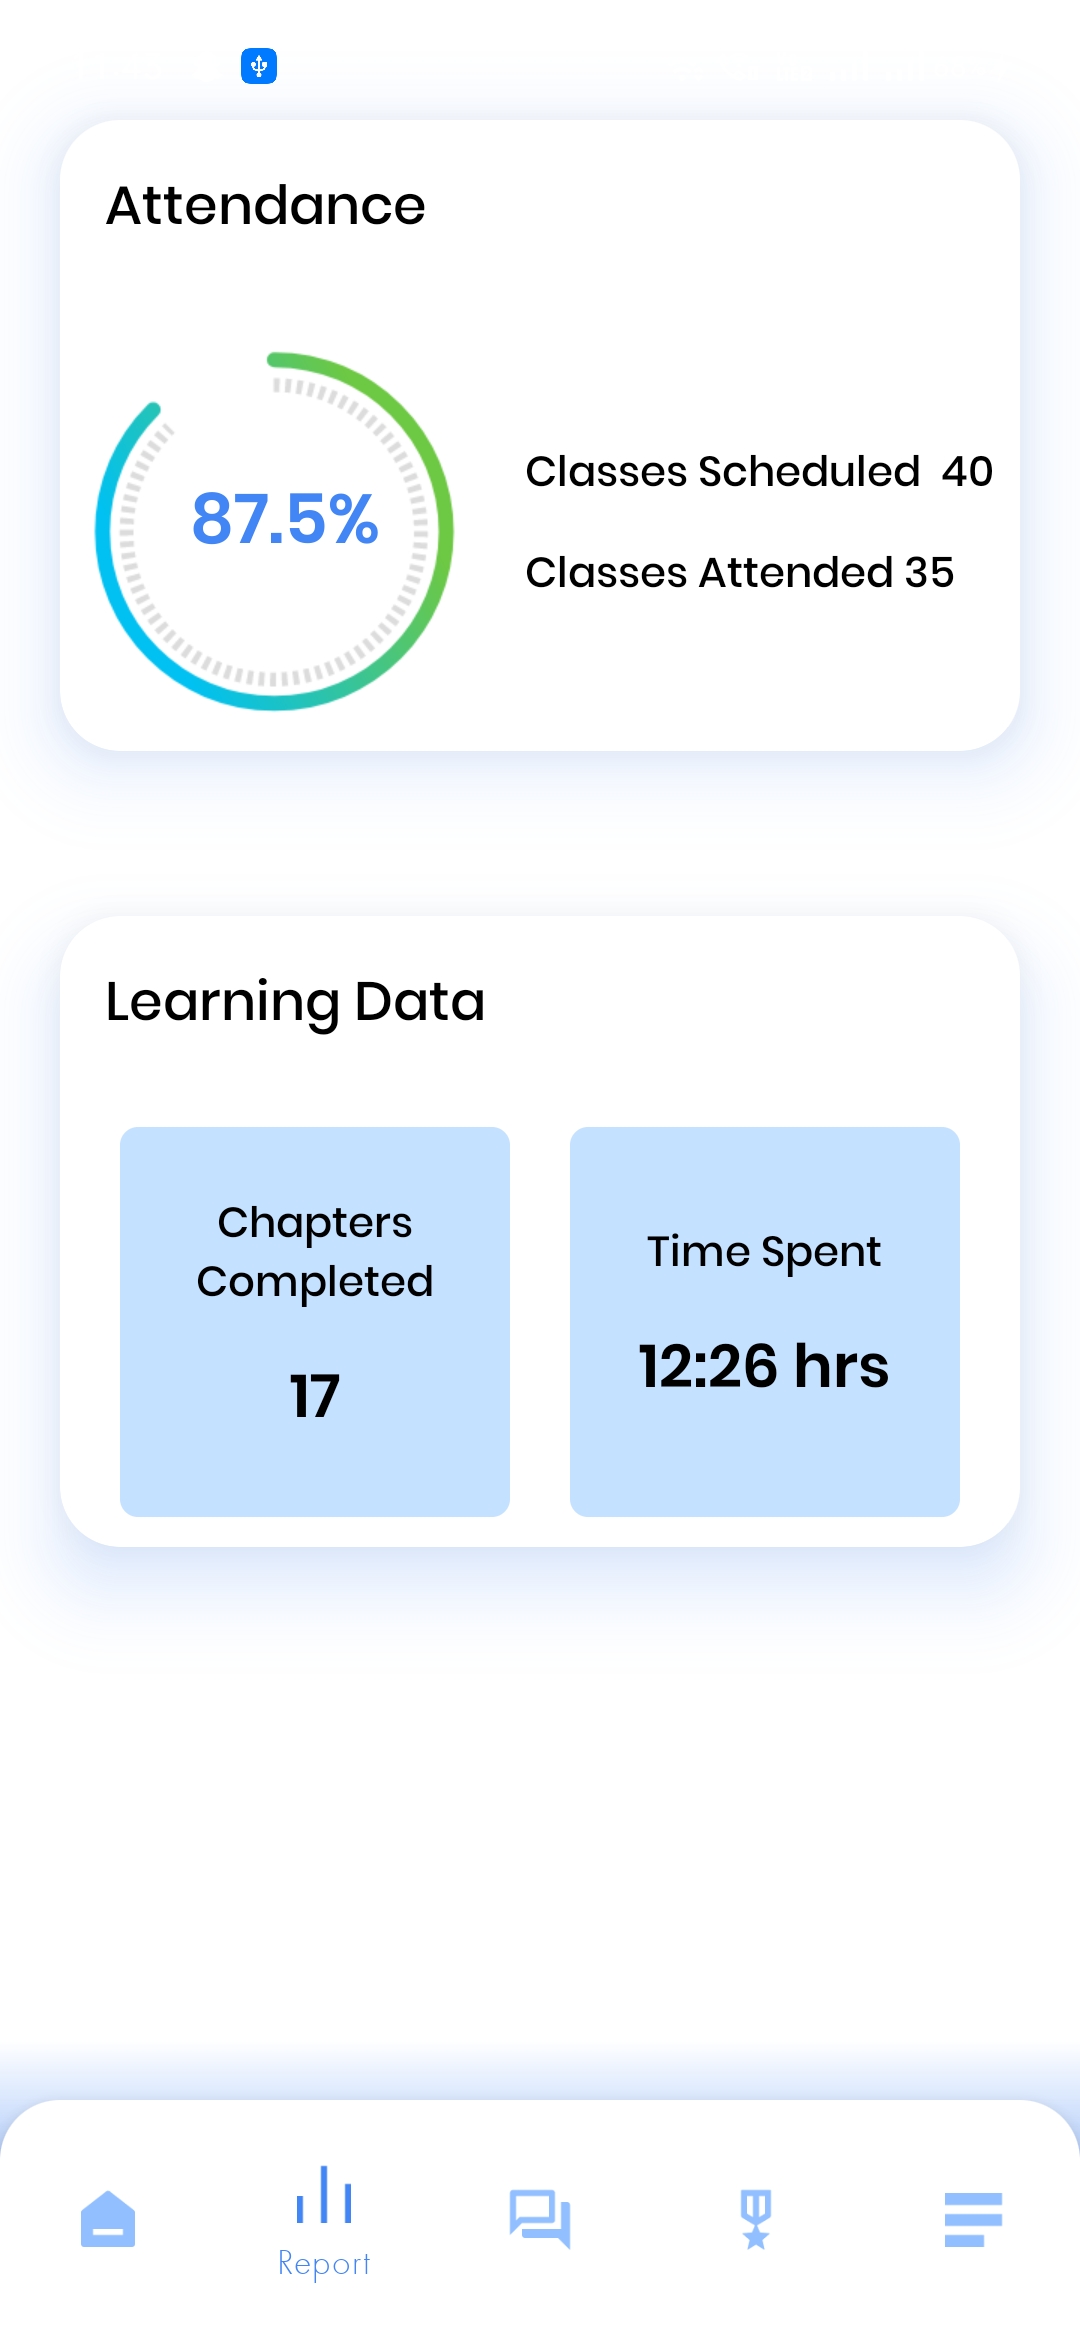 Attendance
87.5%
Classes Scheduled 40
Classes Attended 35
Learning Data
Chapters
Completed
17
Time Spent
12:26 hrs
Report